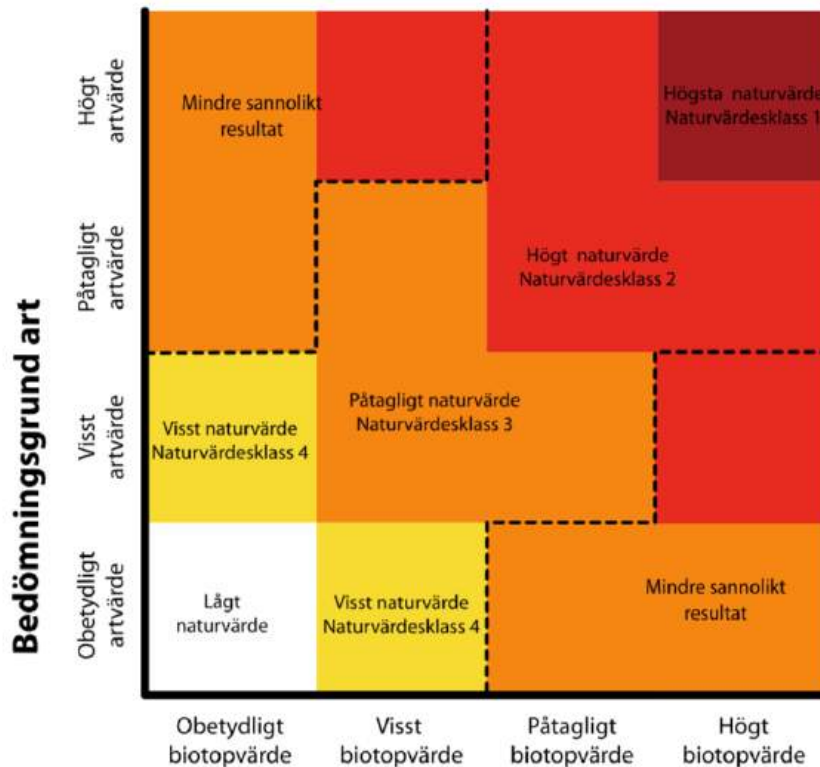 Bedömningsgrund art
Högt
artvärde
Påtagligt
artvärde
Visst
artvärde
Obetydligt
artvärde
Mindre sannolikt
resultat
Högsta naturvärde
Naturvärdesklass 1
Högt naturvärde
Naturvärdesklass 2
Påtagligt naturvärde
Naturvärdesklass 3
Visst naturvärde
Naturvärdesklass 4
Lågt
naturvärde
Visst naturvärde
Naturvärdesklass 4
Mindre sannolikt
resultat
Obetydligt
biotopvärde
Visst
biotopvärde
Påtagligt
biotopvärde
Högt
biotopvärde